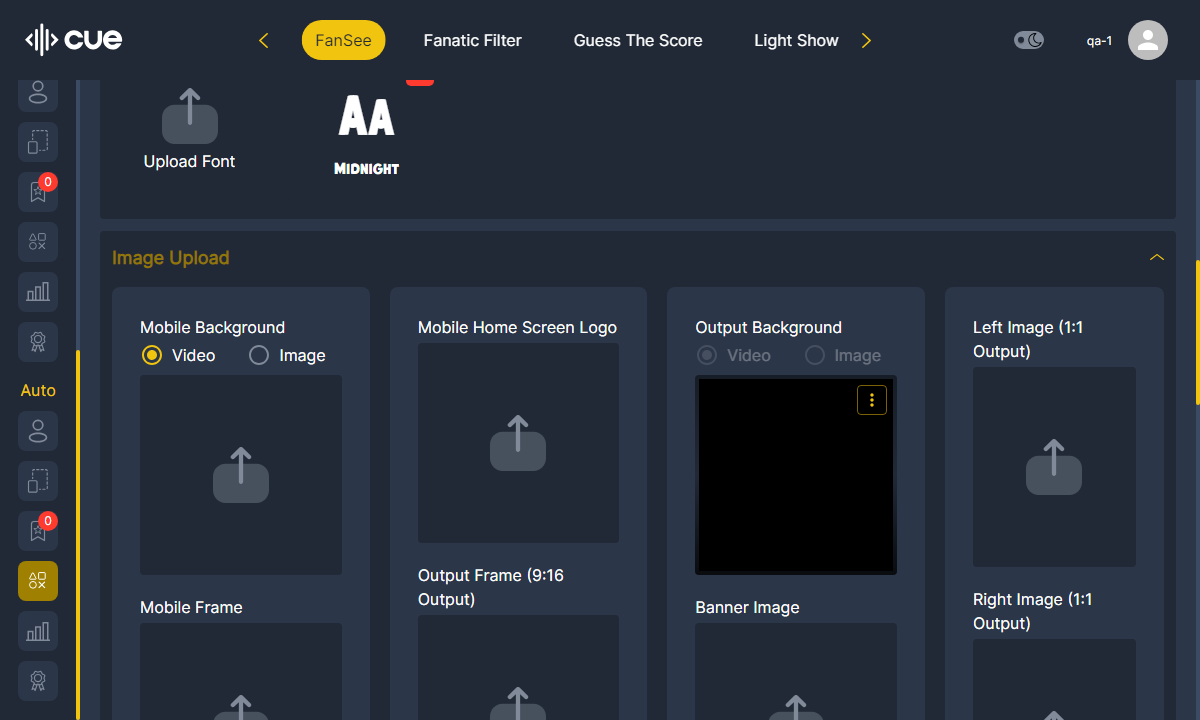 cue
FanSee
Fanatic Filter
Guess The Score
Light Show
qa-1
0
Auto
0
Upload Font
AA
MIDNIGHT
Image Upload
Mobile Background
Video
Image
Mobile Frame
Mobile Home Screen Logo
Output Frame (9:16
Output)
Output Background
Video
Image
Banner Image
Left Image (1:1
Output)
Right Image (1:1
Output)